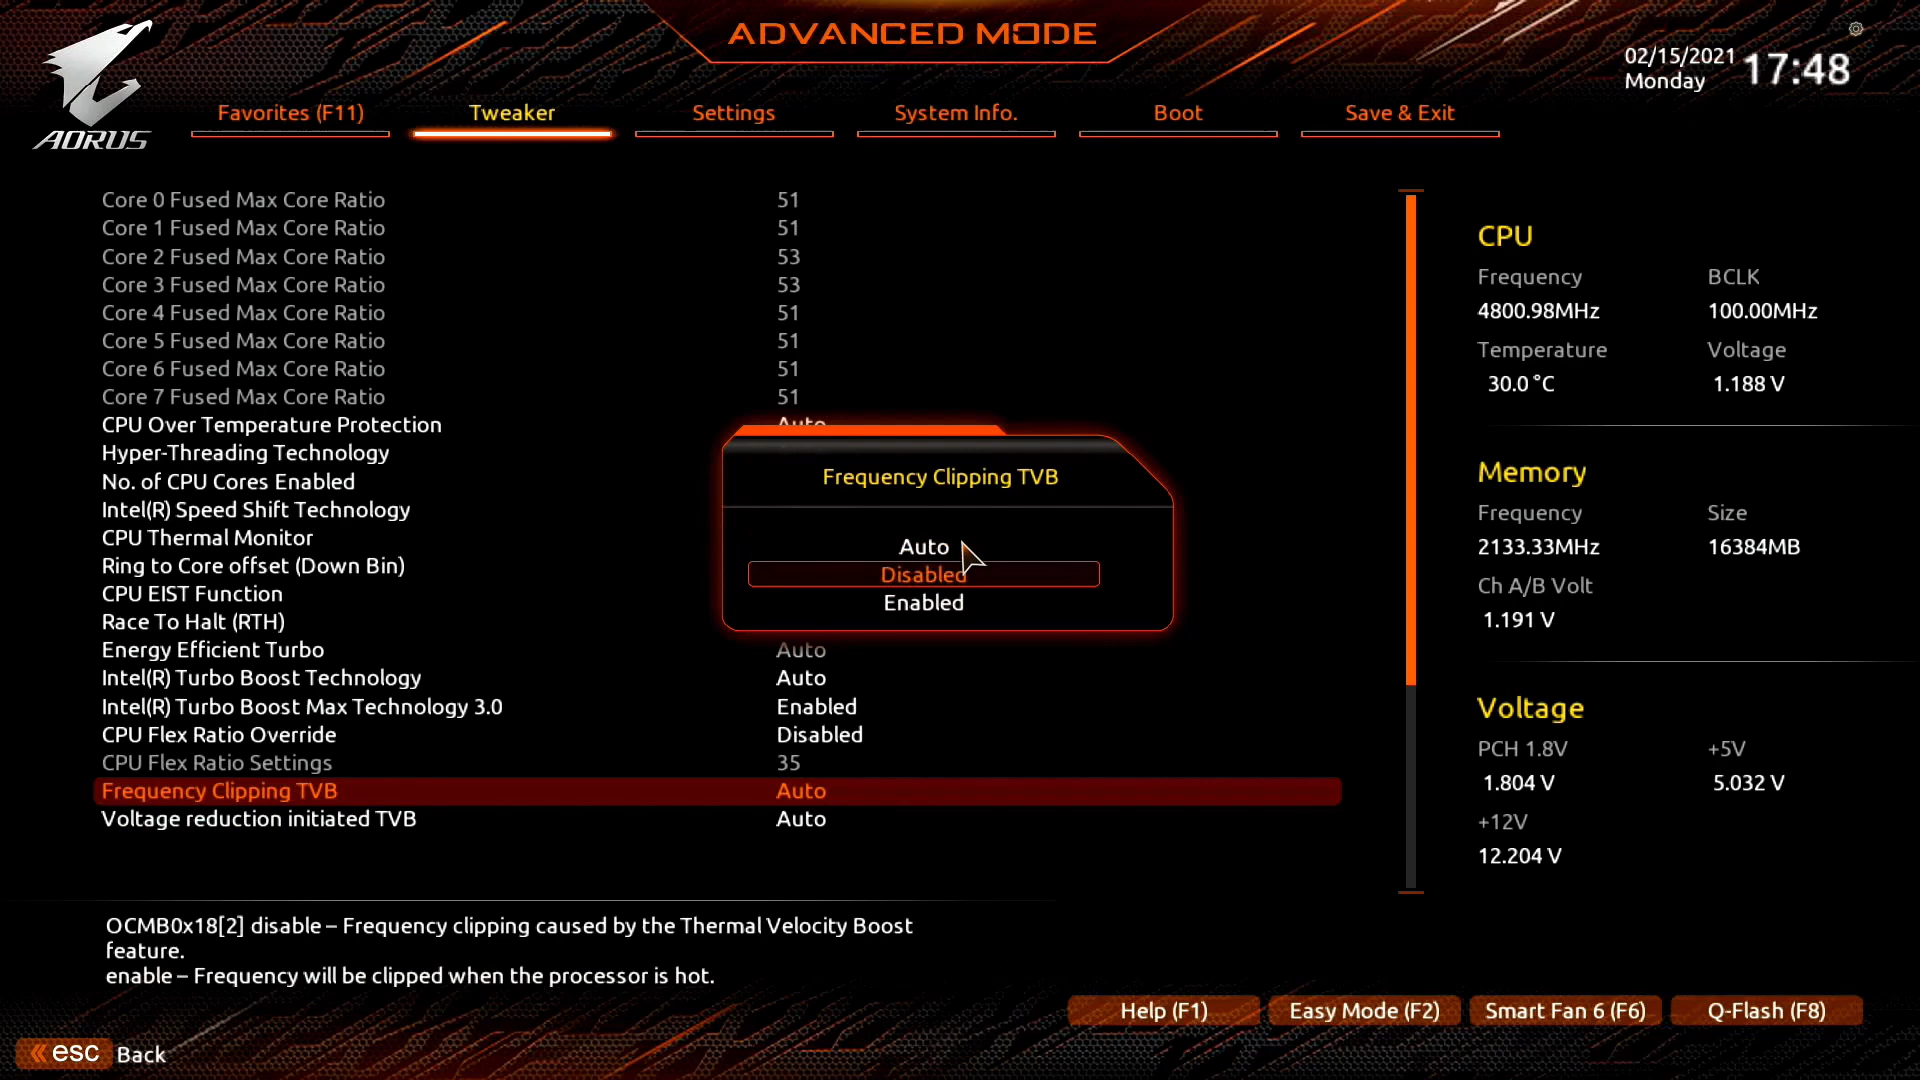 ADVANCED MODE
AORUS
02/15/2021
Monday
17:48
Favorites (F11)
Tweaker
Settings
System Info.
Boot
Save & Exit
Core 0 Fused Max Core Ratio 51
Core 1 Fused Max Core Ratio 51
Core 2 Fused Max Core Ratio 53
Core 3 Fused Max Core Ratio 53
Core 4 Fused Max Core Ratio 51
Core 5 Fused Max Core Ratio 51
Core 6 Fused Max Core Ratio 51
Core 7 Fused Max Core Ratio 51
CPU Over Temperature Protection Auto
Hyper-Threading Technology
No. of CPU Cores Enabled
Intel(R) Speed Shift Technology
CPU Thermal Monitor
Ring to Core offset (Down Bin)
CPU EIST Function
Race To Halt (RTH)
Energy Efficient Turbo Auto
Intel(R) Turbo Boost Technology Auto
Intel(R) Turbo Boost Max Technology 3.0 Enabled
CPU Flex Ratio Override Disabled
CPU Flex Ratio Settings 35
Frequency Clipping TVB Auto
Voltage reduction initiated TVB Auto
Frequency Clipping TVB
Auto
Disabled
Enabled
CPU
Frequency BCLK
4800.98MHz 100.00MHz
Temperature Voltage
30.0 °C 1.188 V
Memory
Frequency Size
2133.33MHz 16384MB
Ch A/B Volt
1.191 V
Voltage
PCH 1.8V +5V
1.804 V 5.032 V
+12V
12.204 V
OCMB0x18[2] disable – Frequency clipping caused by the Thermal Velocity Boost
feature.
enable – Frequency will be clipped when the processor is hot.
Help (F1)
Easy Mode (F2)
Smart Fan 6 (F6)
Q-Flash (F8)
esc Back